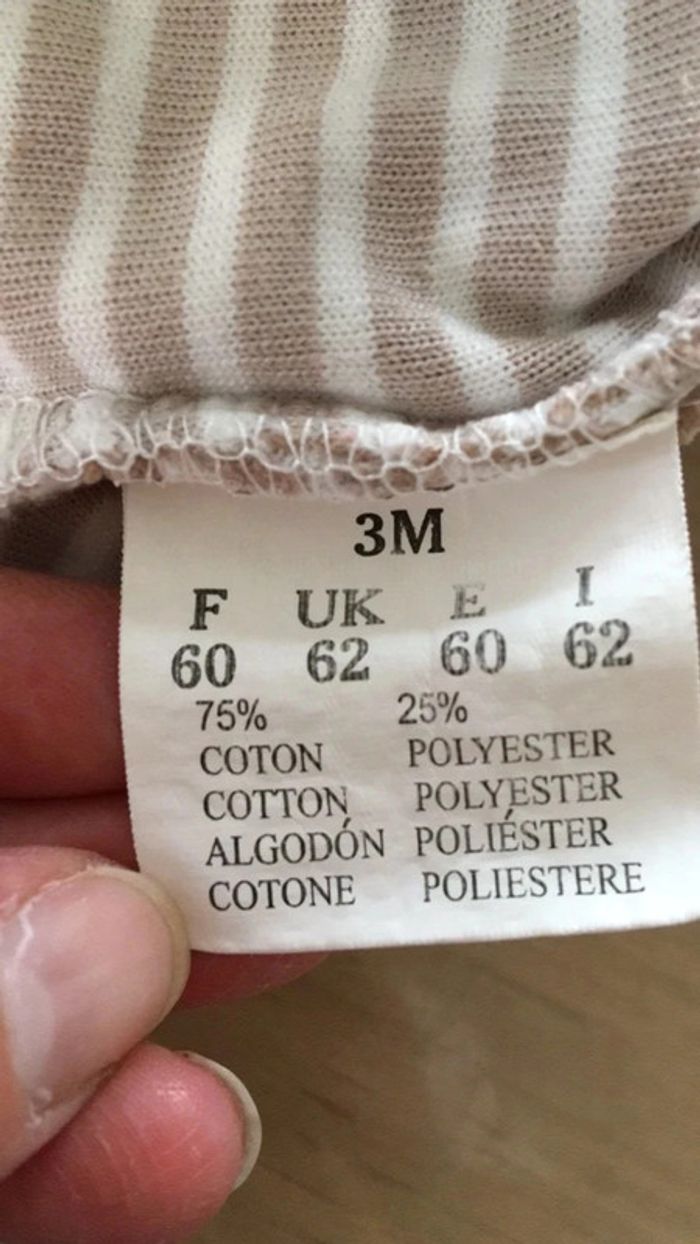 3M
F UK E I
60 62 60 62
75% 25%
COTON POLYESTER
COTTON POLYESTER
ALGODÓN POLIÉSTER
COTONE POLIESTERE